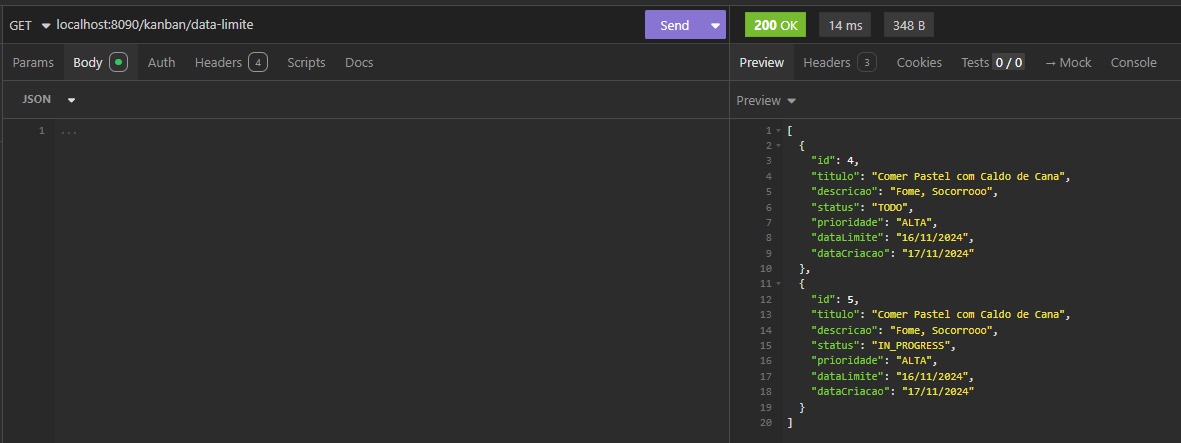 GET localhost:8090/kanban/data-limite Send 200 OK 14 ms 348 B
Params Body Auth Headers 4 Scripts Docs Preview Headers 3 Cookies Tests 0 / 0 → Mock Console
JSON Preview
1 ...
1 [
2 {
3 "id": 4,
4 "titulo": "Comer Pastel com Caldo de Cana",
5 "descricao": "Fome, Socorrooo",
6 "status": "TODO",
7 "prioridade": "ALTA",
8 "dataLimite": "16/11/2024",
9 "dataCriacao": "17/11/2024"
10 },
11 {
12 "id": 5,
13 "titulo": "Comer Pastel com Caldo de Cana",
14 "descricao": "Fome, Socorrooo",
15 "status": "IN_PROGRESS",
16 "prioridade": "ALTA",
17 "dataLimite": "16/11/2024",
18 "dataCriacao": "17/11/2024"
19 }
20 ]